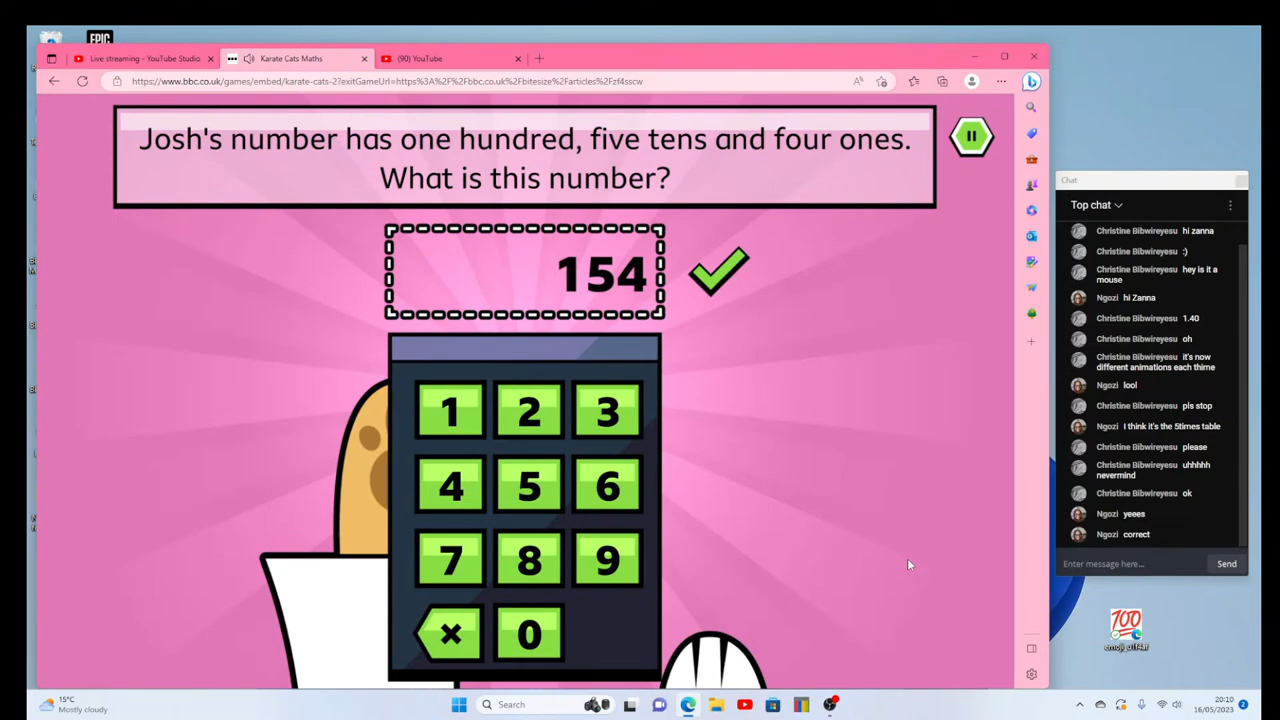 EPIC
Live streaming - YouTube Studio
Karate Cats Maths
(90) YouTube
https://www.bbc.co.uk/games/embed/karate-cats-2?exitGameUrl=https%3A%2F%2Fbbc.co.uk%2Fbitesize%2Farticles%2Fzf4sscw
Josh's number has one hundred, five tens and four ones.
What is this number?
154
1 2 3
4 5 6
7 8 9
× 0
Chat
Top chat
Christine Bibwireyesu hi zanna
Christine Bibwireyesu :)
Christine Bibwireyesu hey is it a
mouse
Ngozi hi Zanna
Christine Bibwireyesu 1.40
Christine Bibwireyesu oh
Christine Bibwireyesu it's now
different animations each thime
Ngozi lool
Christine Bibwireyesu pls stop
Ngozi I think it's the 5times table
Christine Bibwireyesu please
Christine Bibwireyesu uhhhhh
nevermind
Christine Bibwireyesu ok
Ngozi yeees
Ngozi correct
Enter message here...
Send
100
emoji_u1f4af
15°C
Mostly cloudy
Search
20:10
16/05/2023
2